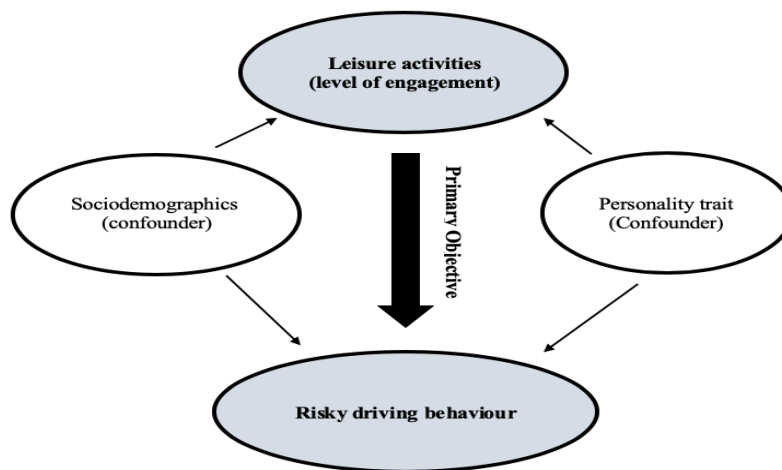 Leisure activities
(level of engagement)
Sociodemographics
(confounder)
Primary Objective
Personality trait
(Confounder)
Risky driving behaviour